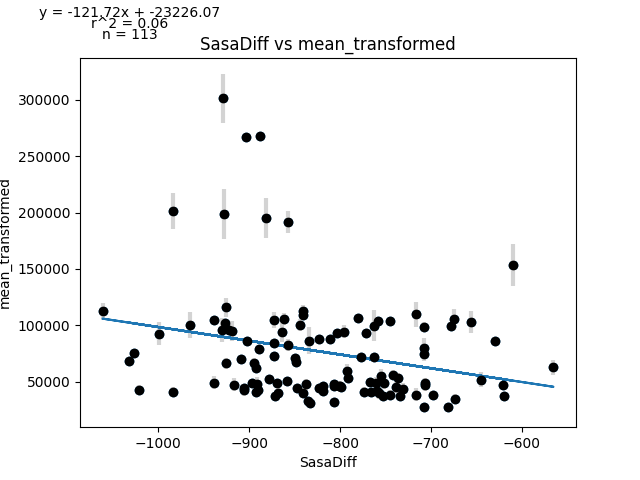 y = -121.72x + -23226.07
r^2 = 0.06
n = 113
SasaDiff vs mean_transformed
300000
250000
200000
150000
100000
50000
mean_transformed
−1000
−900
−800
−700
−600
SasaDiff